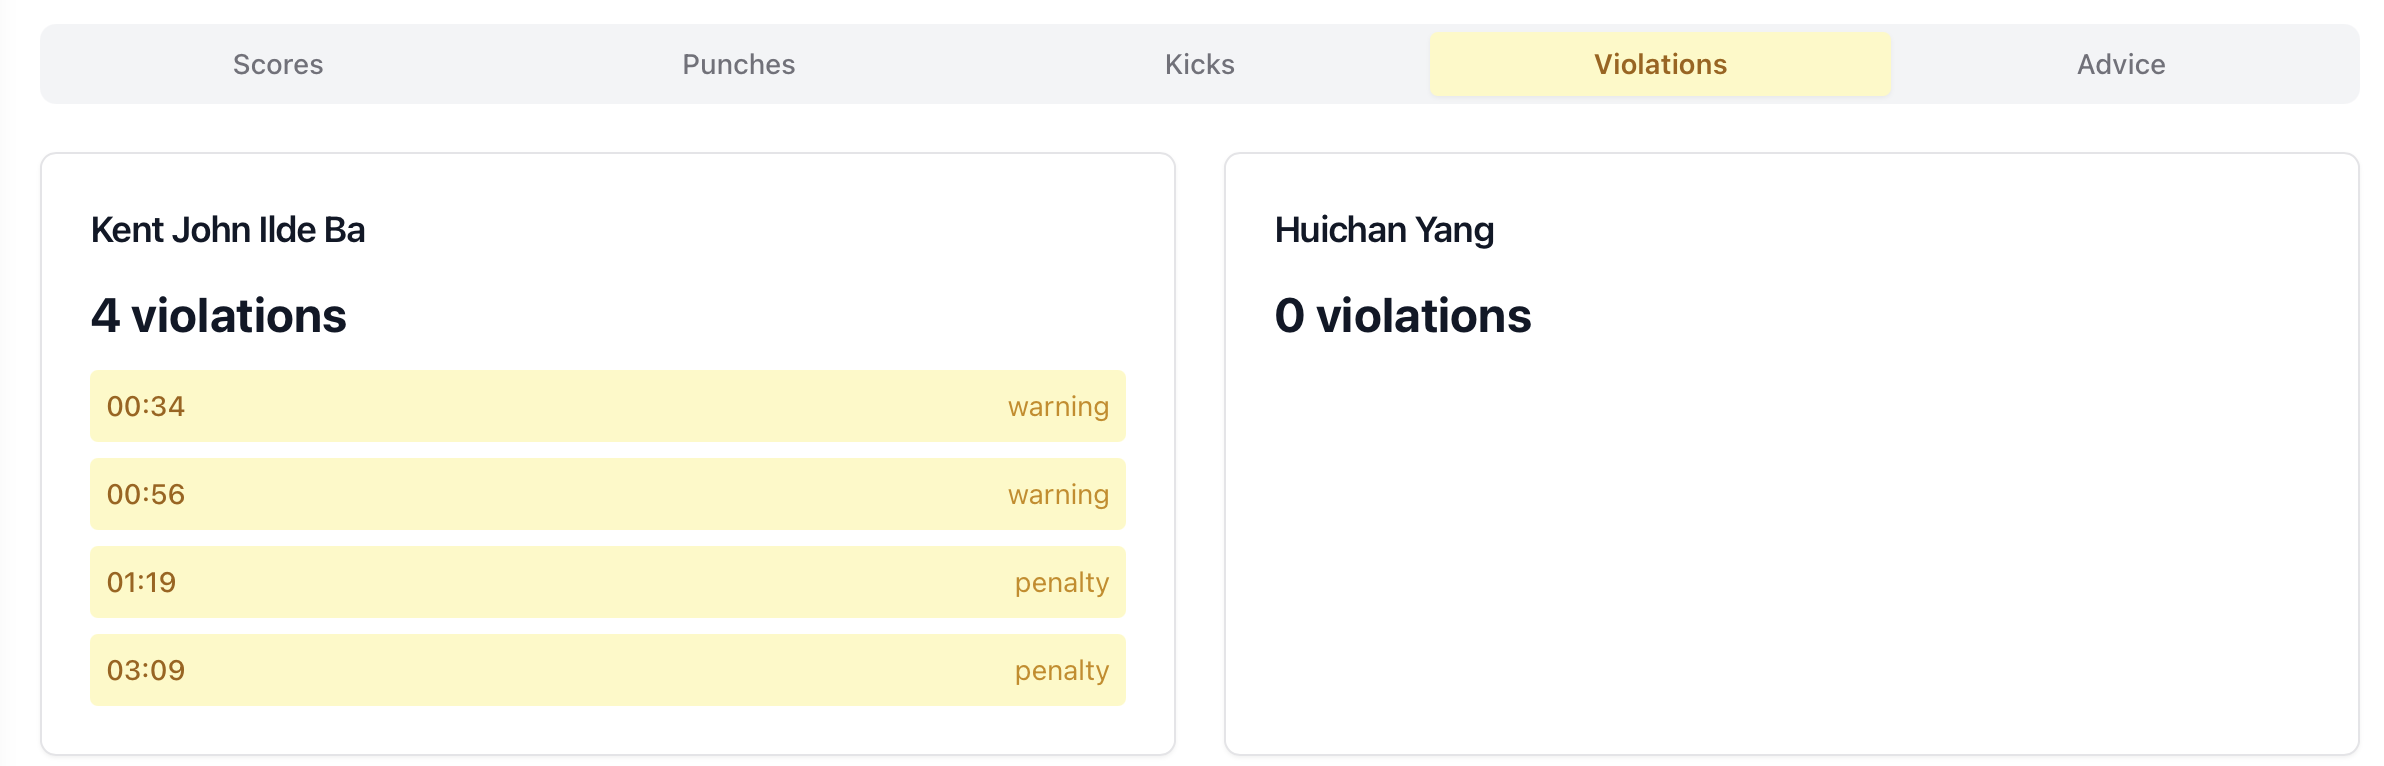 Scores
Punches
Kicks
Violations
Advice
Kent John Ilde Ba
4 violations
00:34 warning
00:56 warning
01:19 penalty
03:09 penalty
Huichan Yang
0 violations